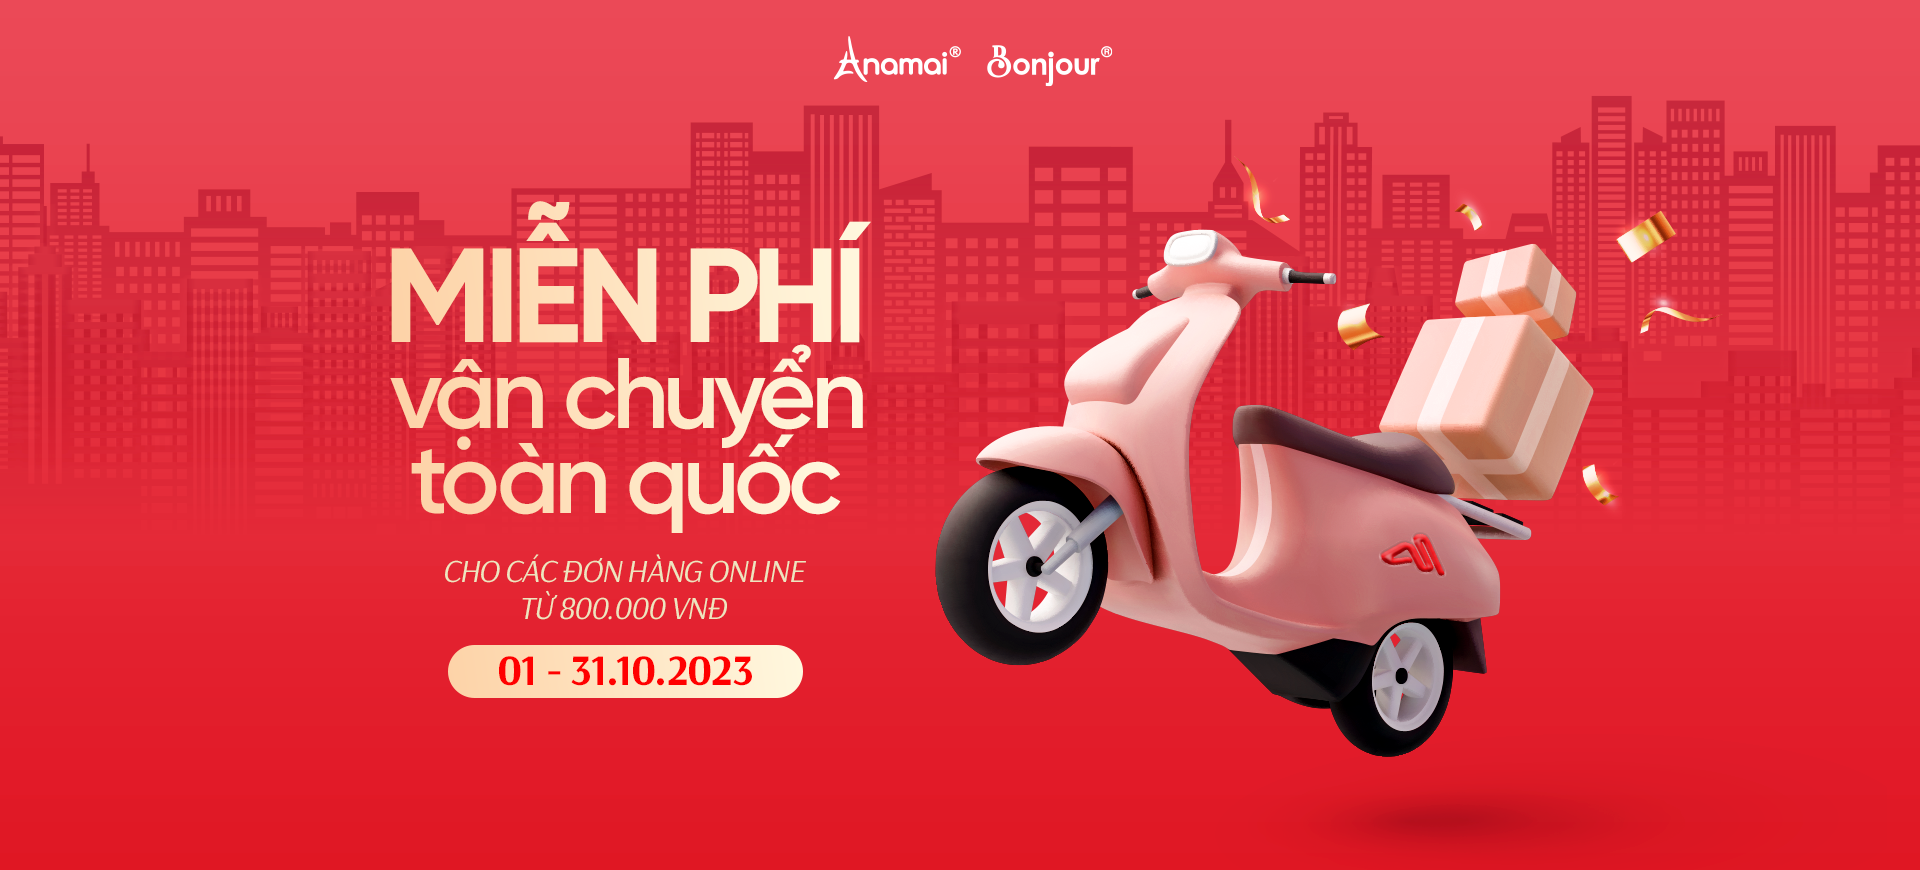 Anamai® Bonjour®
MIỄN PHÍ
vận chuyển
toàn quốc
CHO CÁC ĐƠN HÀNG ONLINE
TỪ 800.000 VNĐ
01 - 31.10.2023